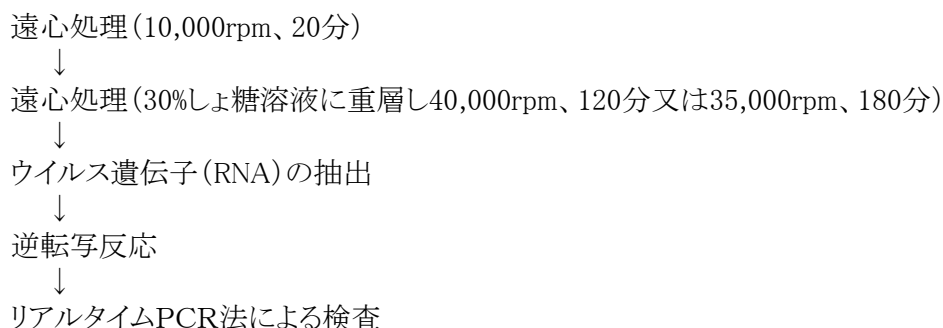 遠心処理(10,000rpm、20分)
↓
遠心処理(30%しょ糖溶液に重層し40,000rpm、120分又は35,000rpm、180分)
↓
ウイルス遺伝子(RNA)の抽出
↓
逆転写反応
↓
リアルタイムPCR法による検査